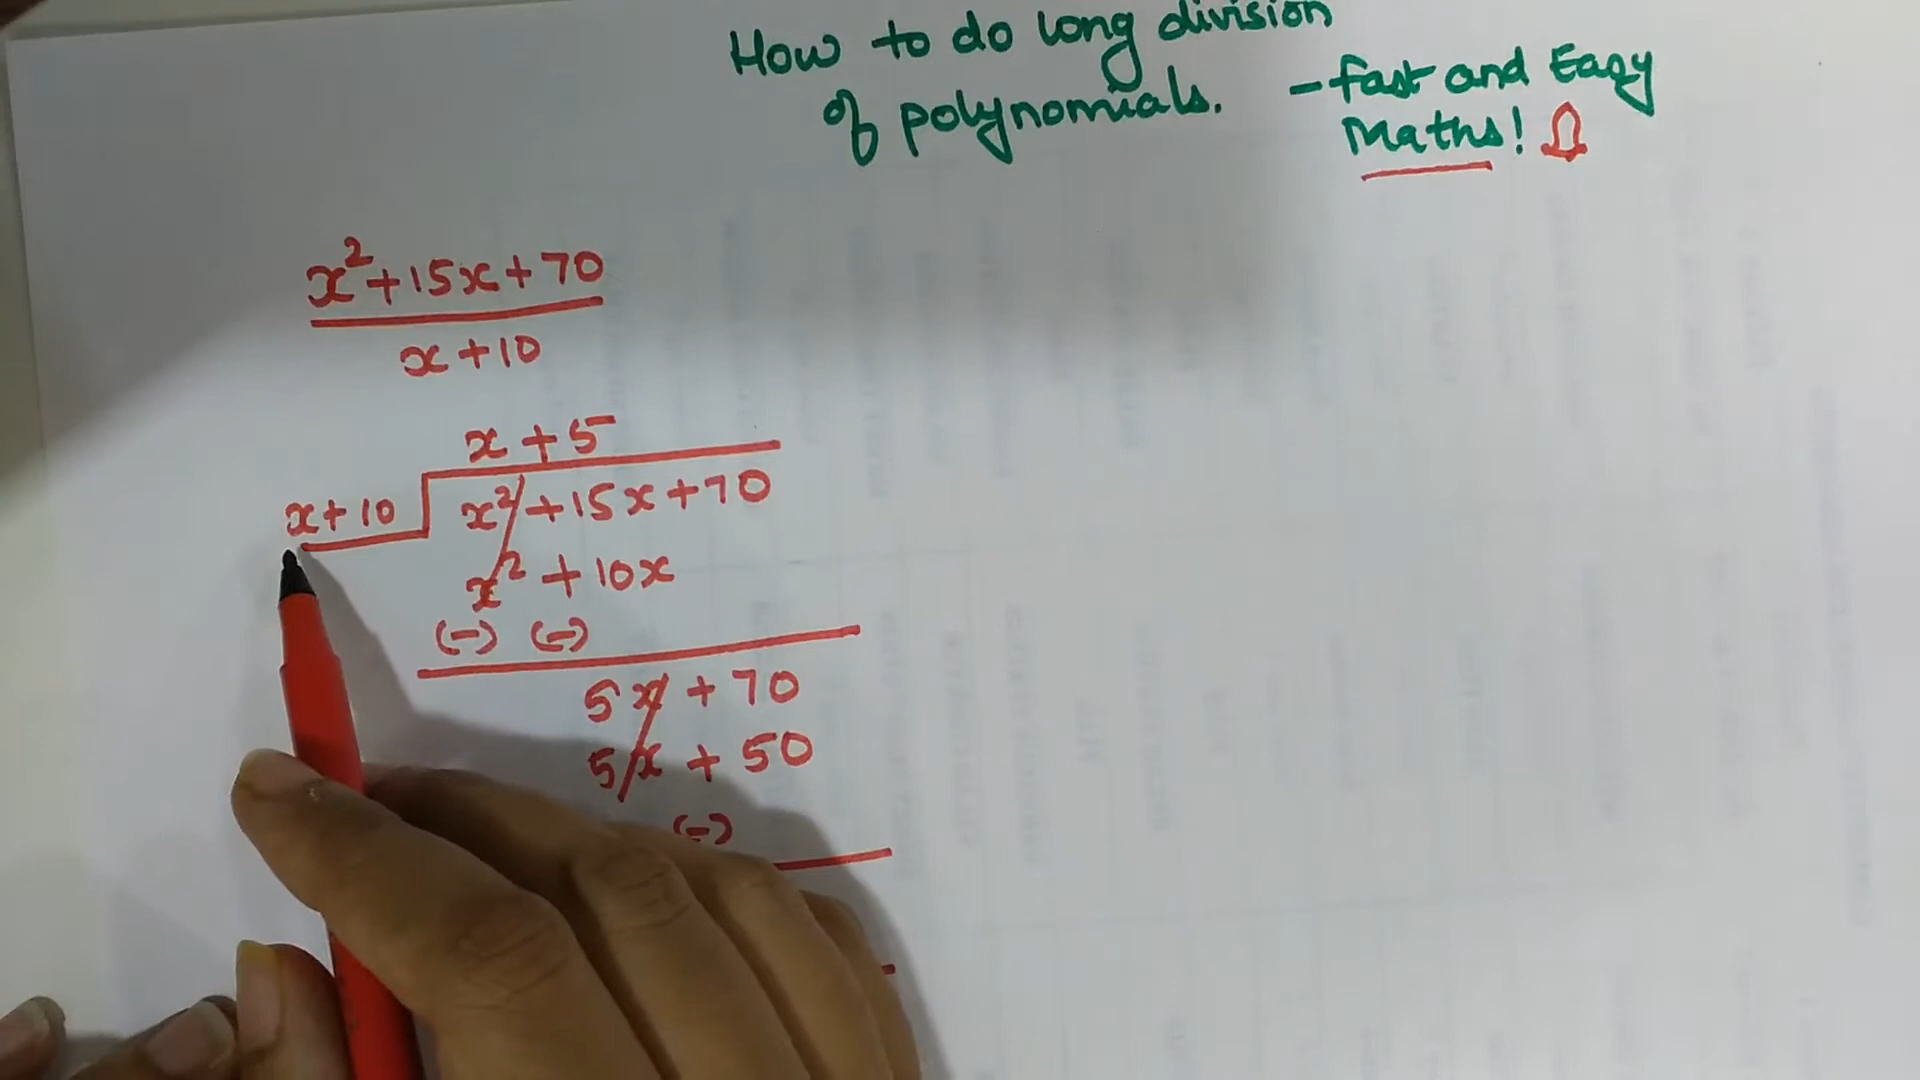 How to do long division
of polynomials.
- Fast and Easy
Maths!
x²+15x+70
x+10
x + 5
x+10
x²+15x+70
x²+10x
(-) (-)
5x + 70
5x + 50
(-)